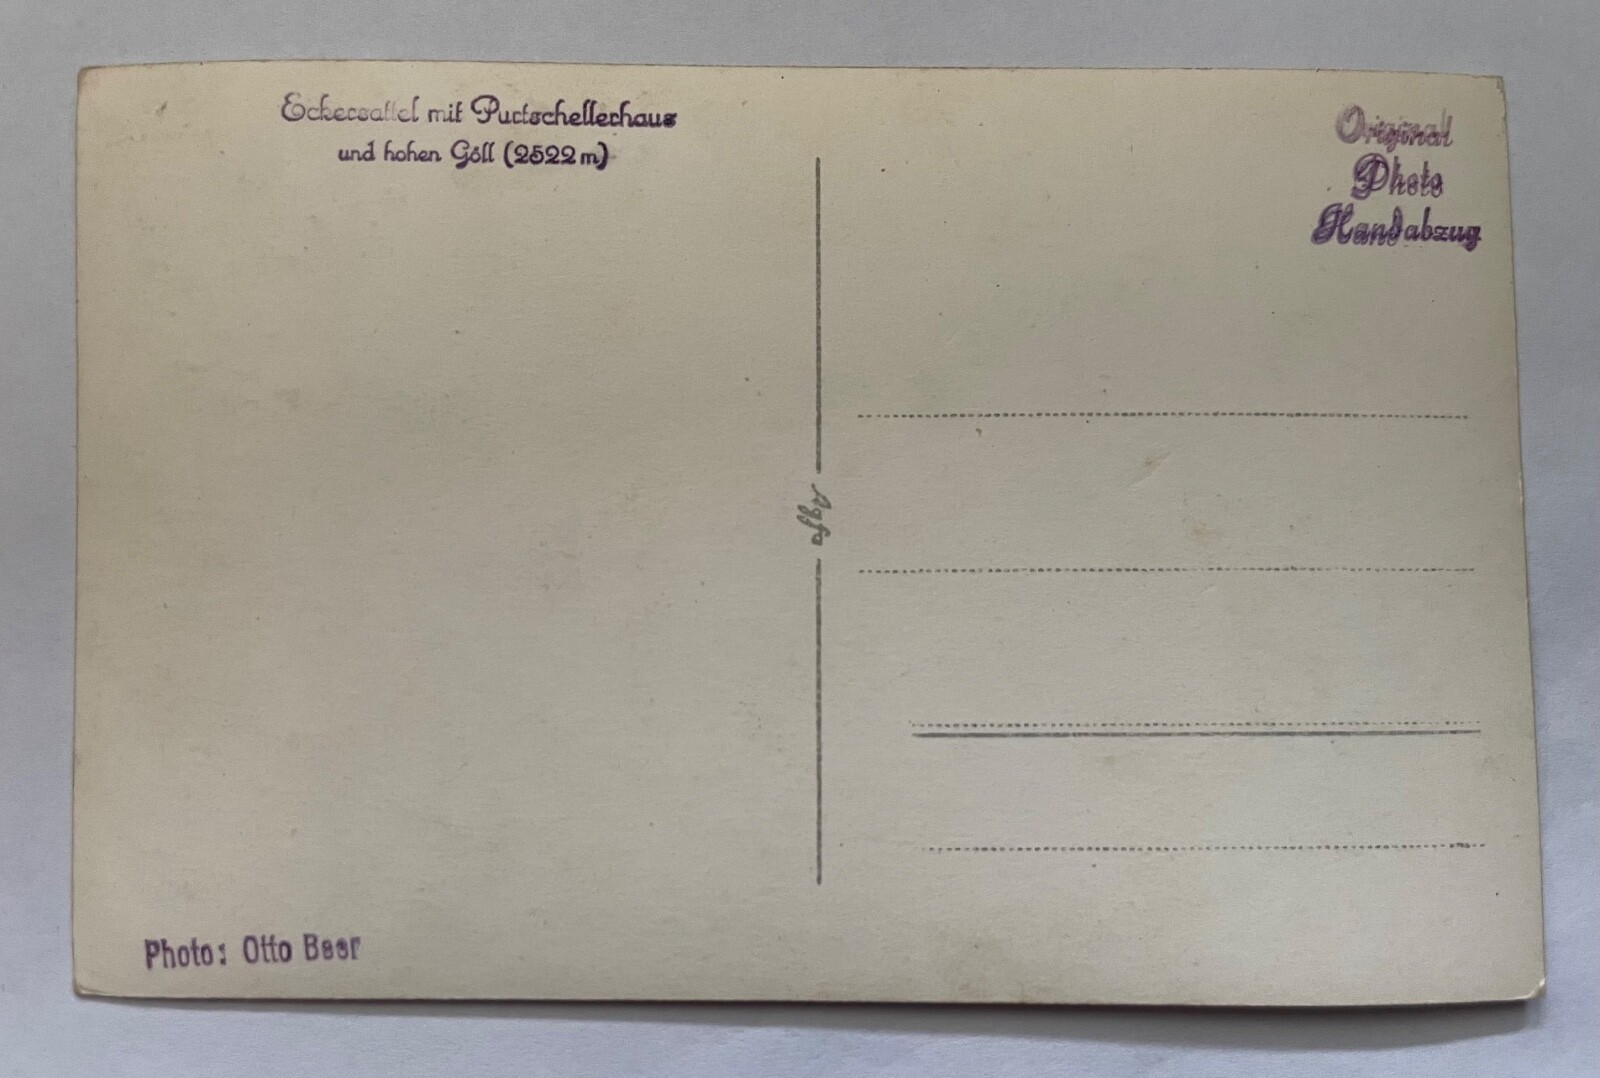 Eckersattel mit Purtschellerhaus
und hohen Göll (2522 m)
Original
Photo
Handabzug
Agfa
Photo: Otto Beer